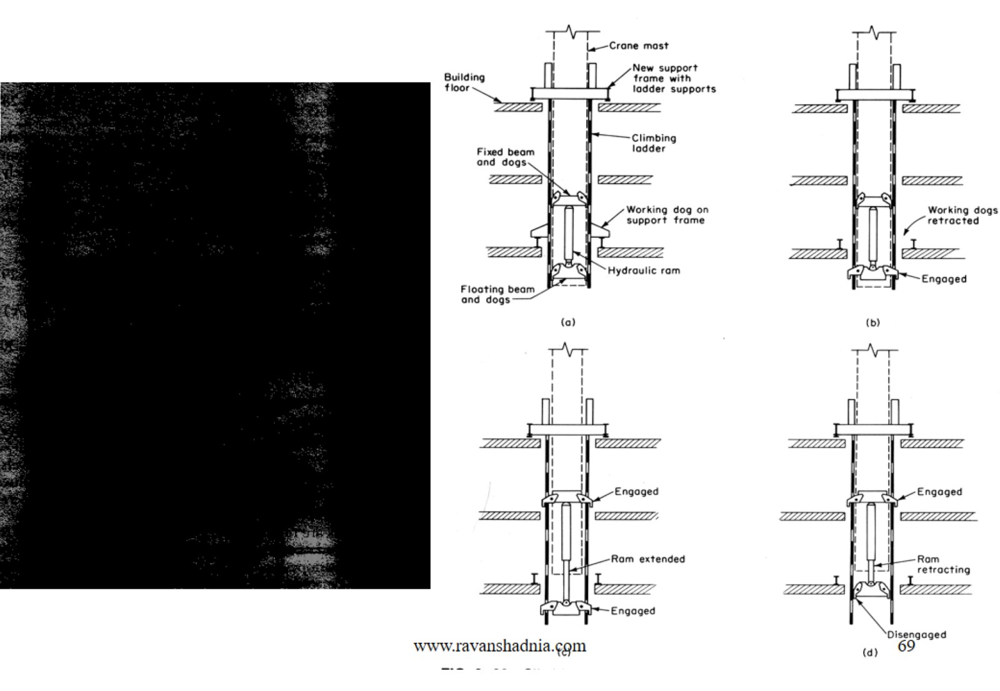 Crane mast
New support
frame with
ladder supports
Building
floor
Climbing
ladder
Fixed beam
and dogs
Working dog on
support frame
Hydraulic ram
Floating beam
and dogs
(a)
Working dogs
retracted
Engaged
(b)
Engaged
Ram extended
Engaged
(c)
Engaged
Ram
retracting
Disengaged
(d)
www.ravanshadnia.com
69